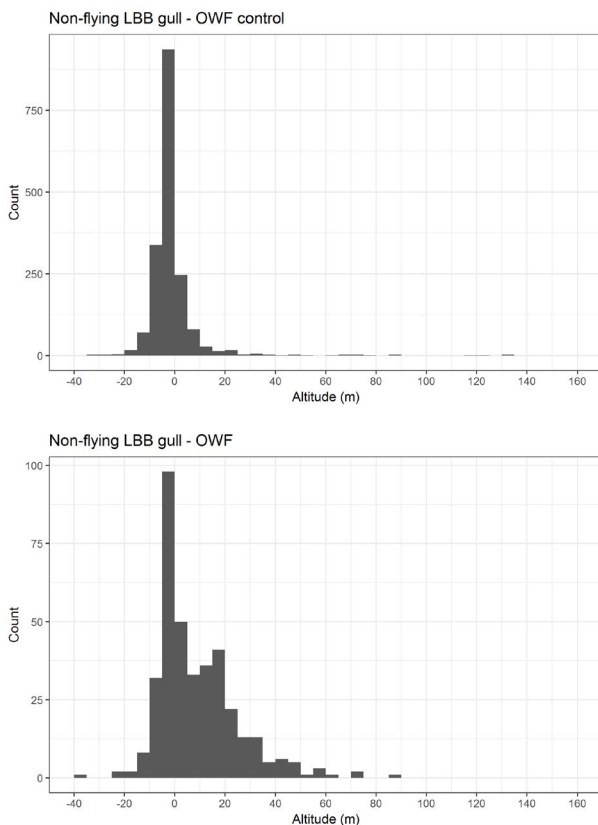 Non-flying LBB gull - OWF control
750
500
250
0
Count
-40 -20 0 20 40 60 80 100 120 140 160
Altitude (m)
Non-flying LBB gull - OWF
100
75
50
25
0
Count
-40 -20 0 20 40 60 80 100 120 140 160
Altitude (m)